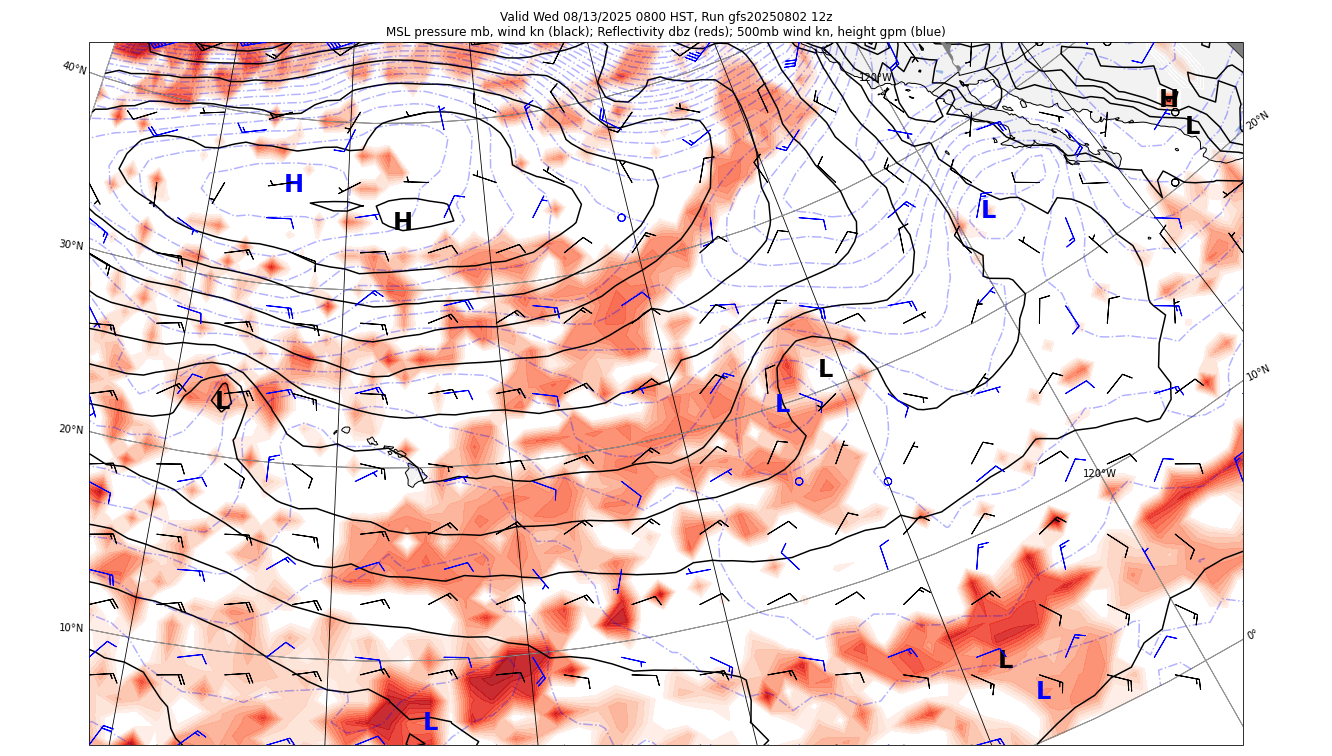 Valid Wed 08/13/2025 0800 HST, Run gfs20250802 12z
MSL pressure mb, wind kn (black); Reflectivity dbz (reds); 500mb wind kn, height gpm (blue)
40°N
120°W
H
L
20°N
H
L
H
30°N
L
10°N
L
L
20°N
120°W
10°N
0°
L
L
L